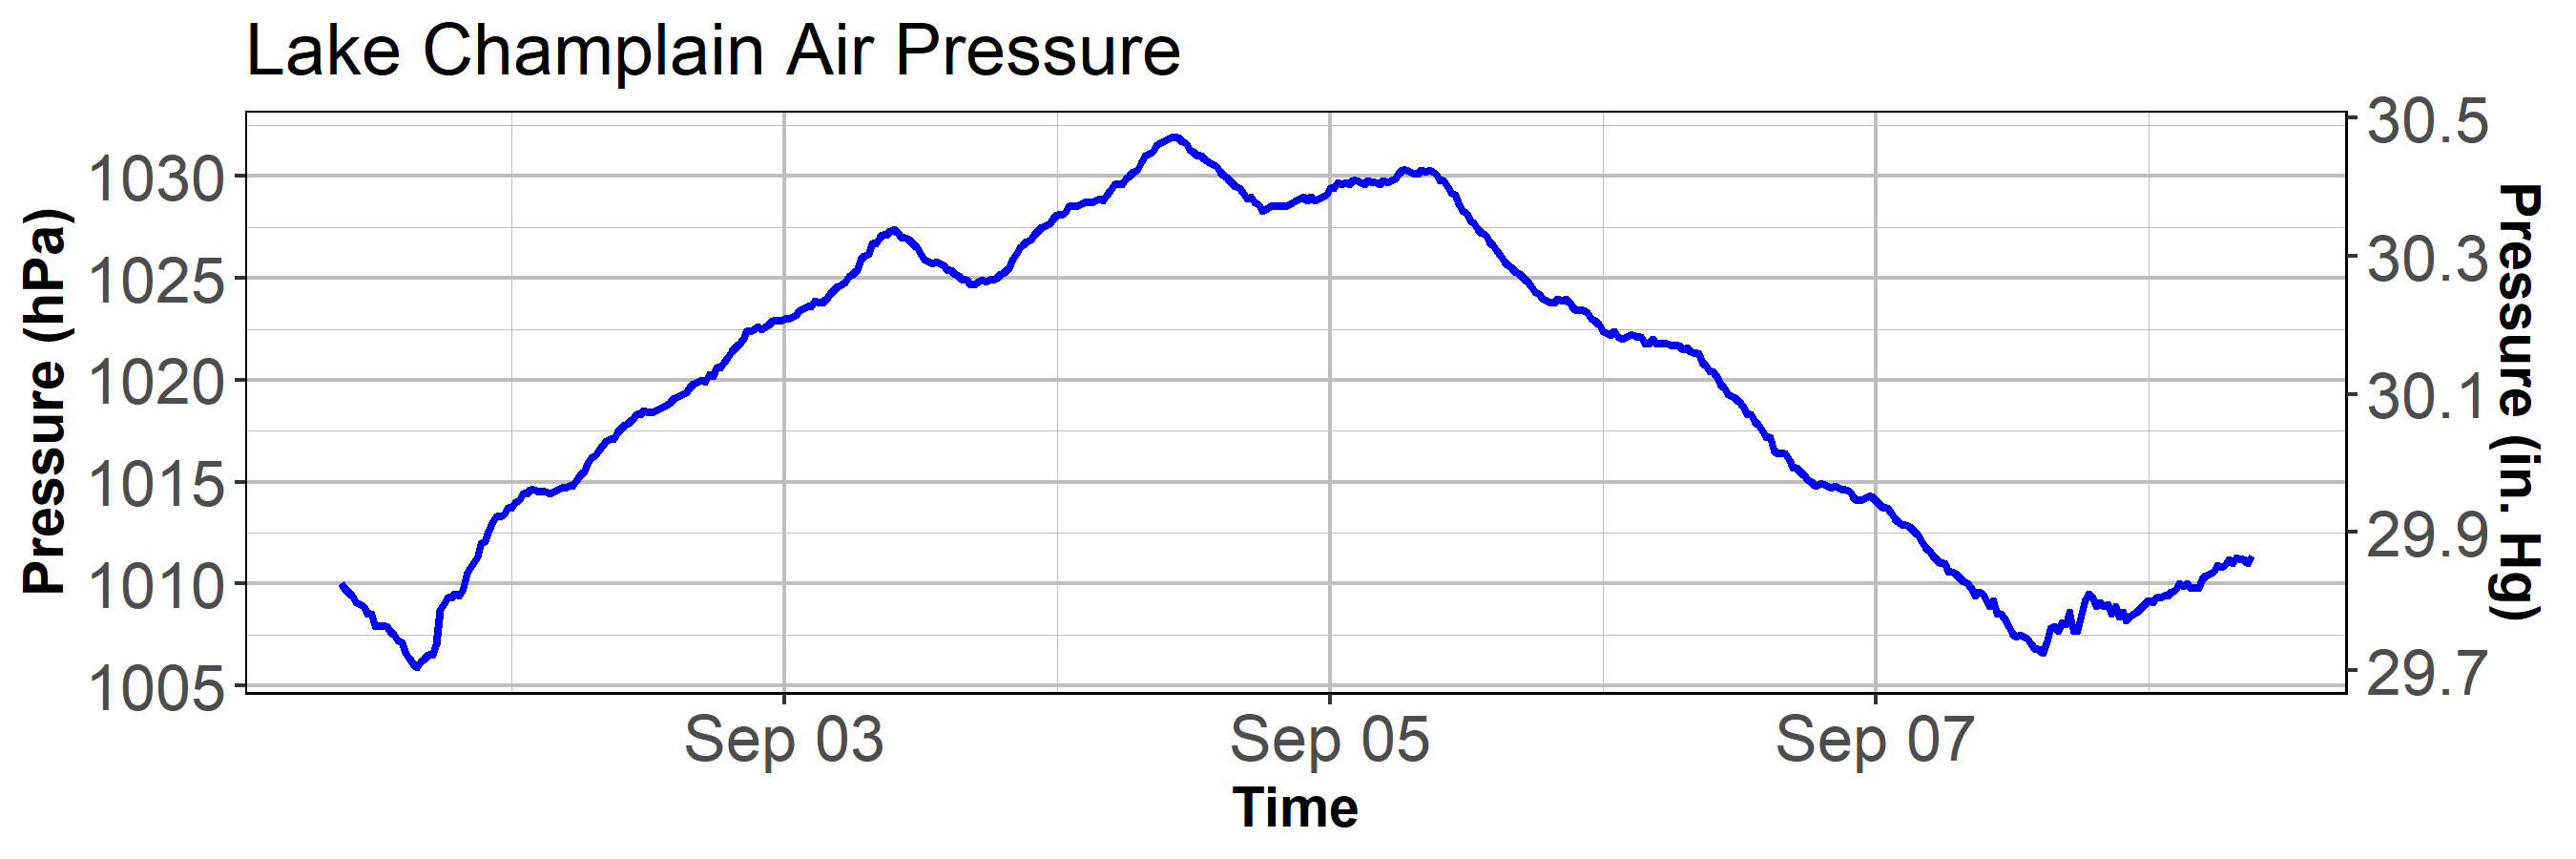 Lake Champlain Air Pressure
Pressure (hPa)
1030
1025
1020
1015
1010
1005
30.5
30.3
30.1
29.9
29.7
Pressure (in. Hg)
Sep 03
Sep 05
Sep 07
Time